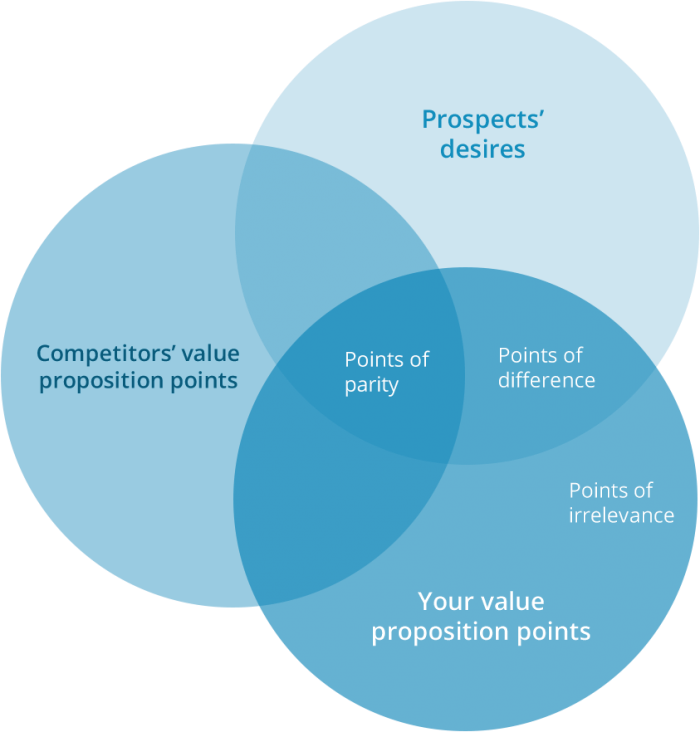 Prospects’
desires
Competitors’ value
proposition points
Points of
parity
Points of
difference
Points of
irrelevance
Your value
proposition points